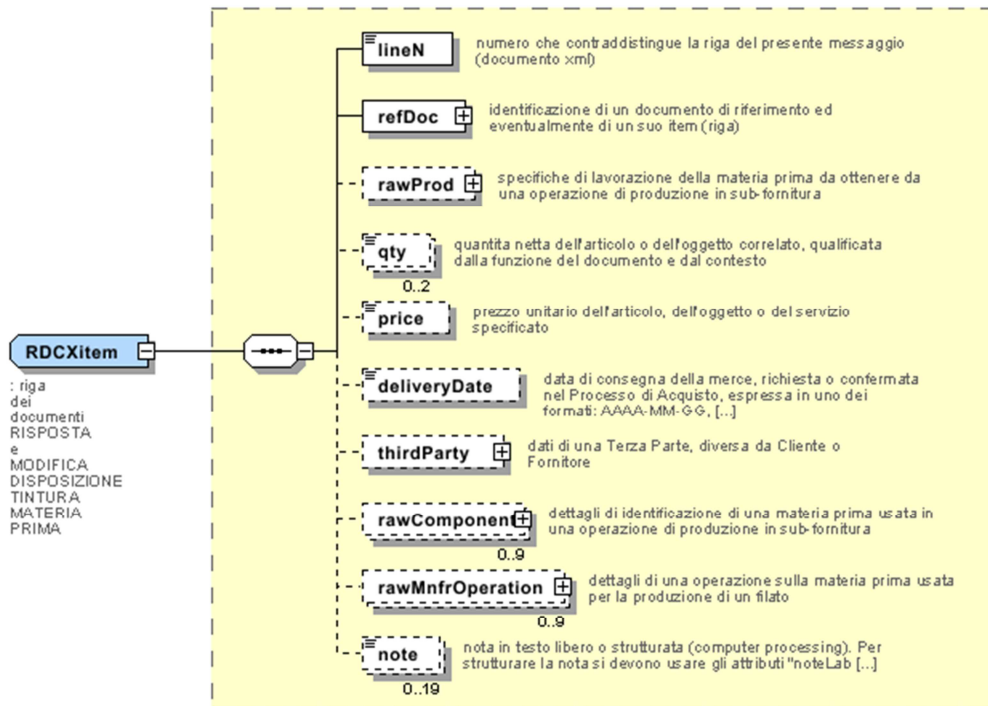 lineN
numero che contraddistingue la riga del presente messaggio
(documento xml)
refDoc
identificazione di un documento di riferimento ed
eventualmente di un suo item (riga)
rawProd
specifiche di lavorazione della materia prima da ottenere da
una operazione di produzione in sub-fornitura
qty
quantita netta dell'articolo o dell'oggetto correlato, qualificata
dalla funzione del documento e dal contesto
0..2
price
prezzo unitario dell'articolo, dell'oggetto o del servizio
specificato
RDCXitem
: riga
dei
documenti
RISPOSTA
e
MODIFICA
DISPOSIZIONE
TINTURA
MATERIA
PRIMA
deliveryDate
data di consegna della merce, richiesta o confermata
nel Processo di Acquisto, espressa in uno dei
formati: AAAA-MM-GG, [...]
thirdParty
dati di una Terza Parte, diversa da Cliente o
Fornitore
rawComponent
dettagli di identificazione di una materia prima usata in
una operazione di produzione in sub-fornitura
0..9
rawMnfrOperation
dettagli di una operazione sulla materia prima usata
per la produzione di un filato
0..9
note
nota in testo libero o strutturata (computer processing). Per
strutturare la nota si devono usare gli attributi "noteLab [...]
0..19